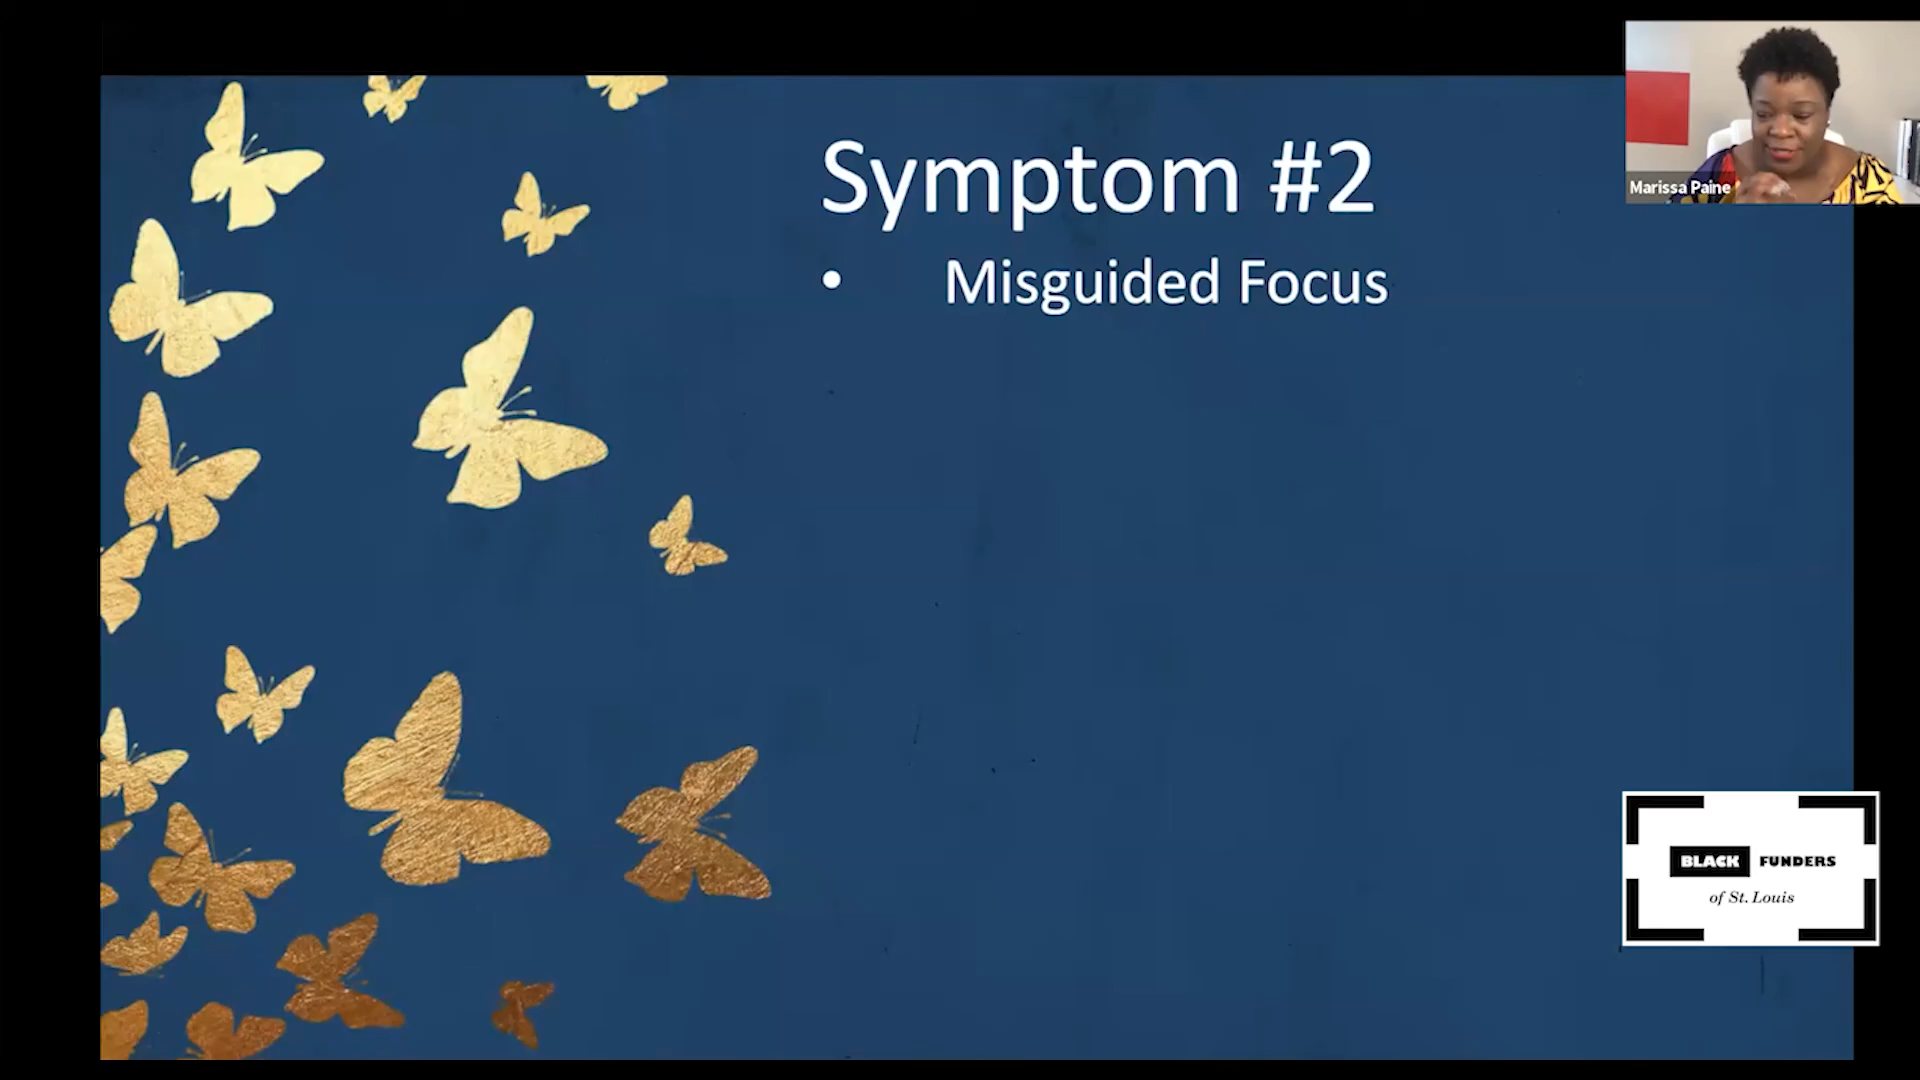 Symptom #2
• Misguided Focus
Marissa Paine
BLACK FUNDERS
of St. Louis